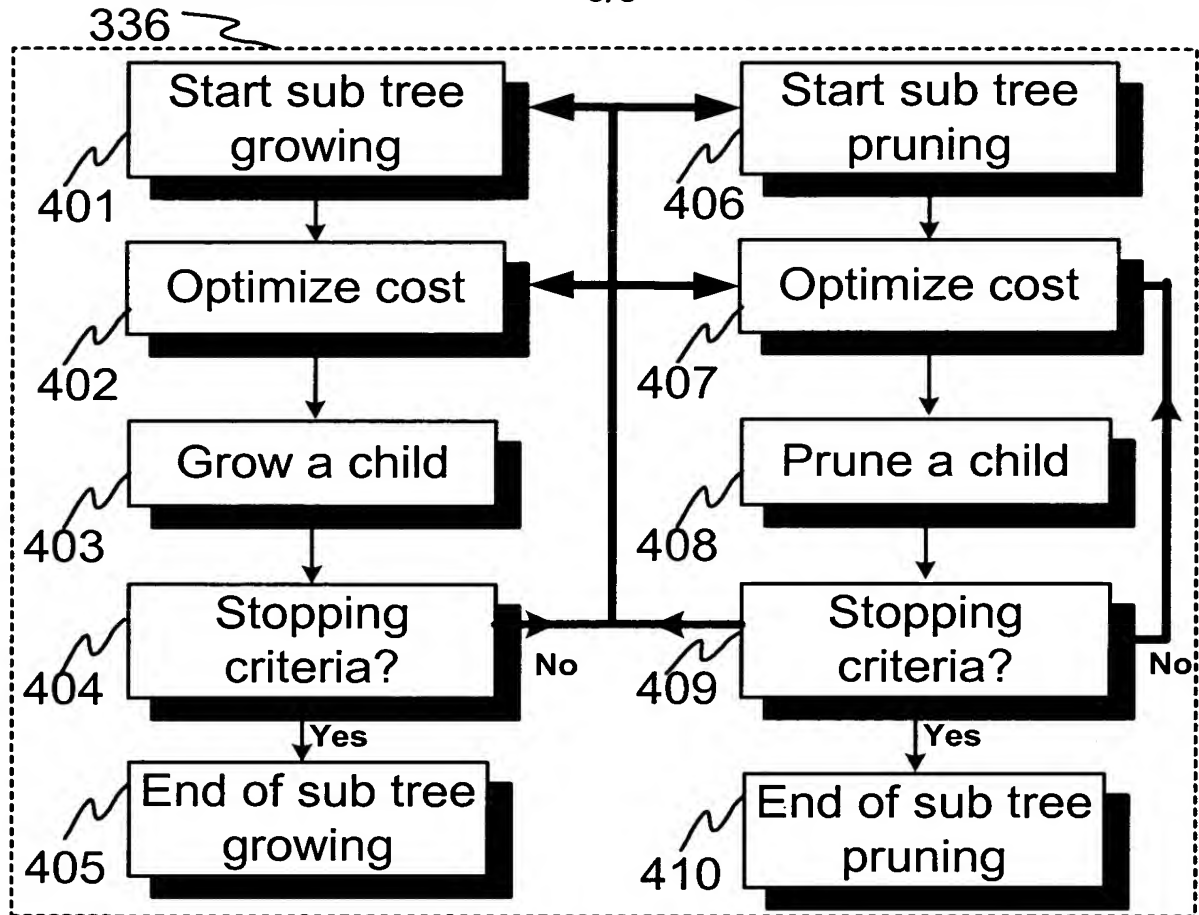 336
Start sub tree
growing
401
Optimize cost
402
Grow a child
403
Stopping
criteria?
404
No
Yes
End of sub tree
growing
405
Start sub tree
pruning
406
Optimize cost
407
Prune a child
408
Stopping
criteria?
409
No
Yes
End of sub tree
pruning
410